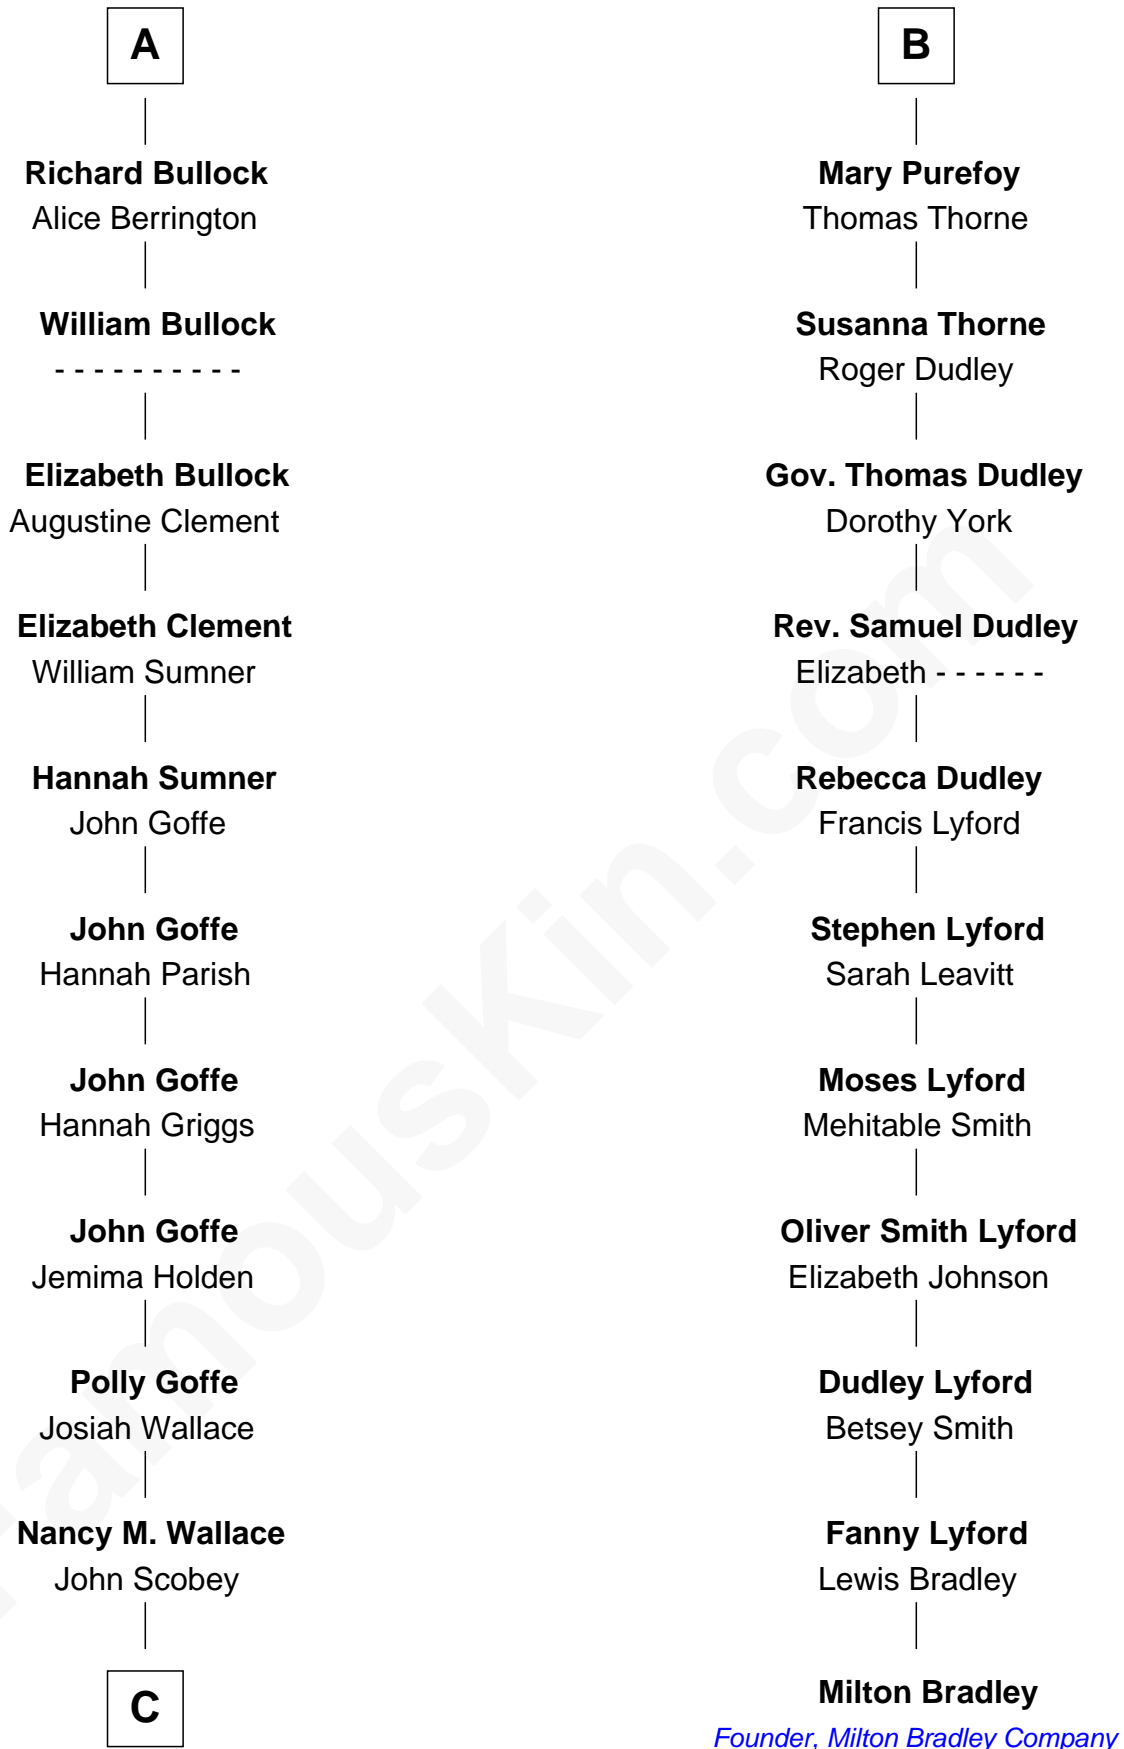 A
Richard Bullock
Alice Berrington
William Bullock
- - - - - - - - - -
Elizabeth Bullock
Augustine Clement
Elizabeth Clement
William Sumner
Hannah Sumner
John Goffe
John Goffe
Hannah Parish
John Goffe
Hannah Griggs
John Goffe
Jemima Holden
Polly Goffe
Josiah Wallace
Nancy M. Wallace
John Scobey
C
B
Mary Purefoy
Thomas Thorne
Susanna Thorne
Roger Dudley
Gov. Thomas Dudley
Dorothy York
Rev. Samuel Dudley
Elizabeth - - - - - -
Rebecca Dudley
Francis Lyford
Stephen Lyford
Sarah Leavitt
Moses Lyford
Mehitable Smith
Oliver Smith Lyford
Elizabeth Johnson
Dudley Lyford
Betsey Smith
Fanny Lyford
Lewis Bradley
Milton Bradley
Founder, Milton Bradley Company
FamousKin.com